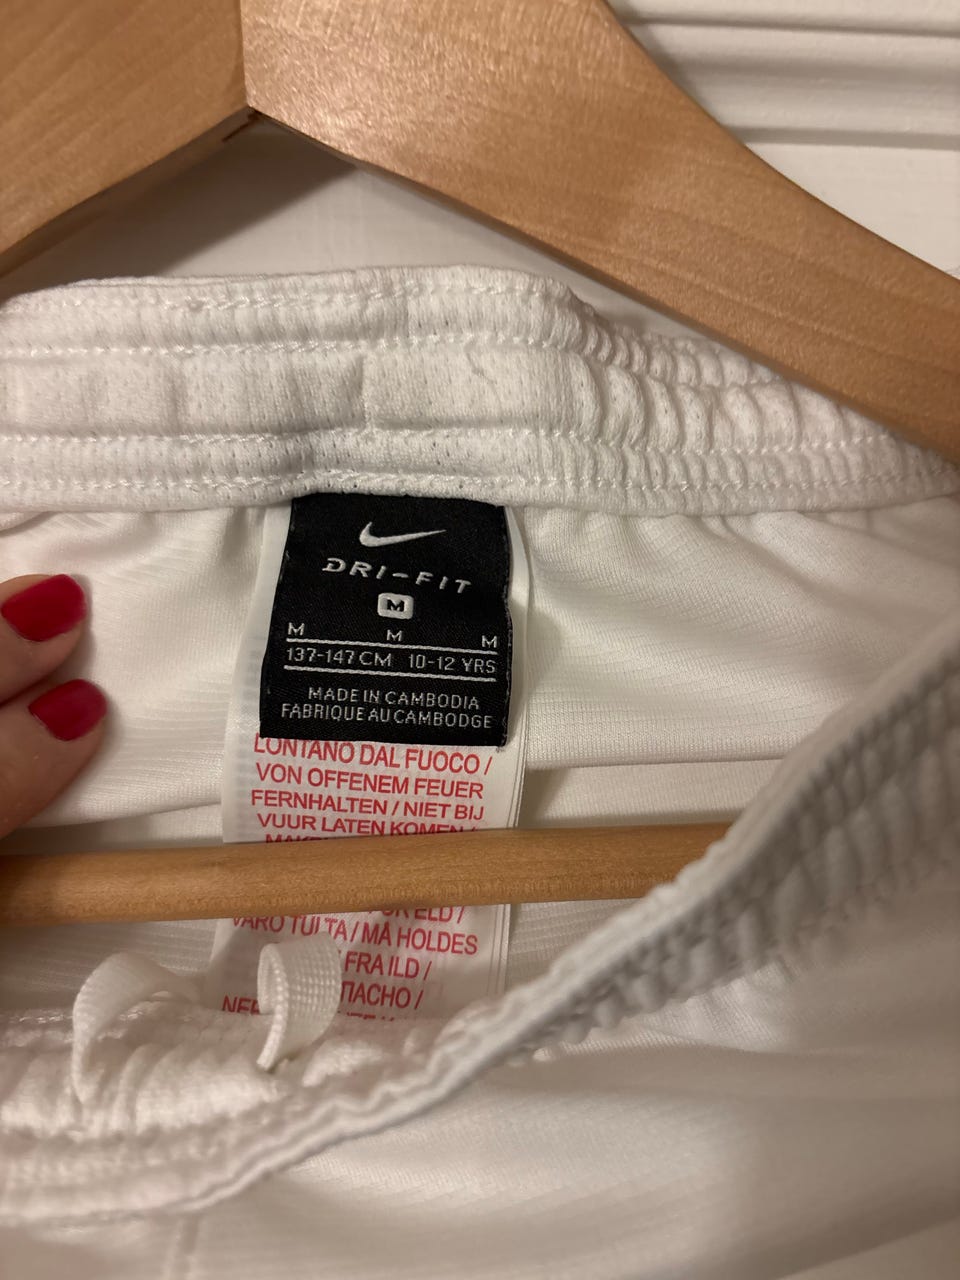 DRI-FIT
M
M M M
137-147 CM 10-12 YRS
MADE IN CAMBODIA
FABRIQUE AU CAMBODGE
LONTANO DAL FUOCO /
VON OFFENEM FEUER
FERNHALTEN / NIET BIJ
VUUR LATEN KOMEN /
ELD /
VARO TULTA / MÅ HOLDES
FRA ILD /